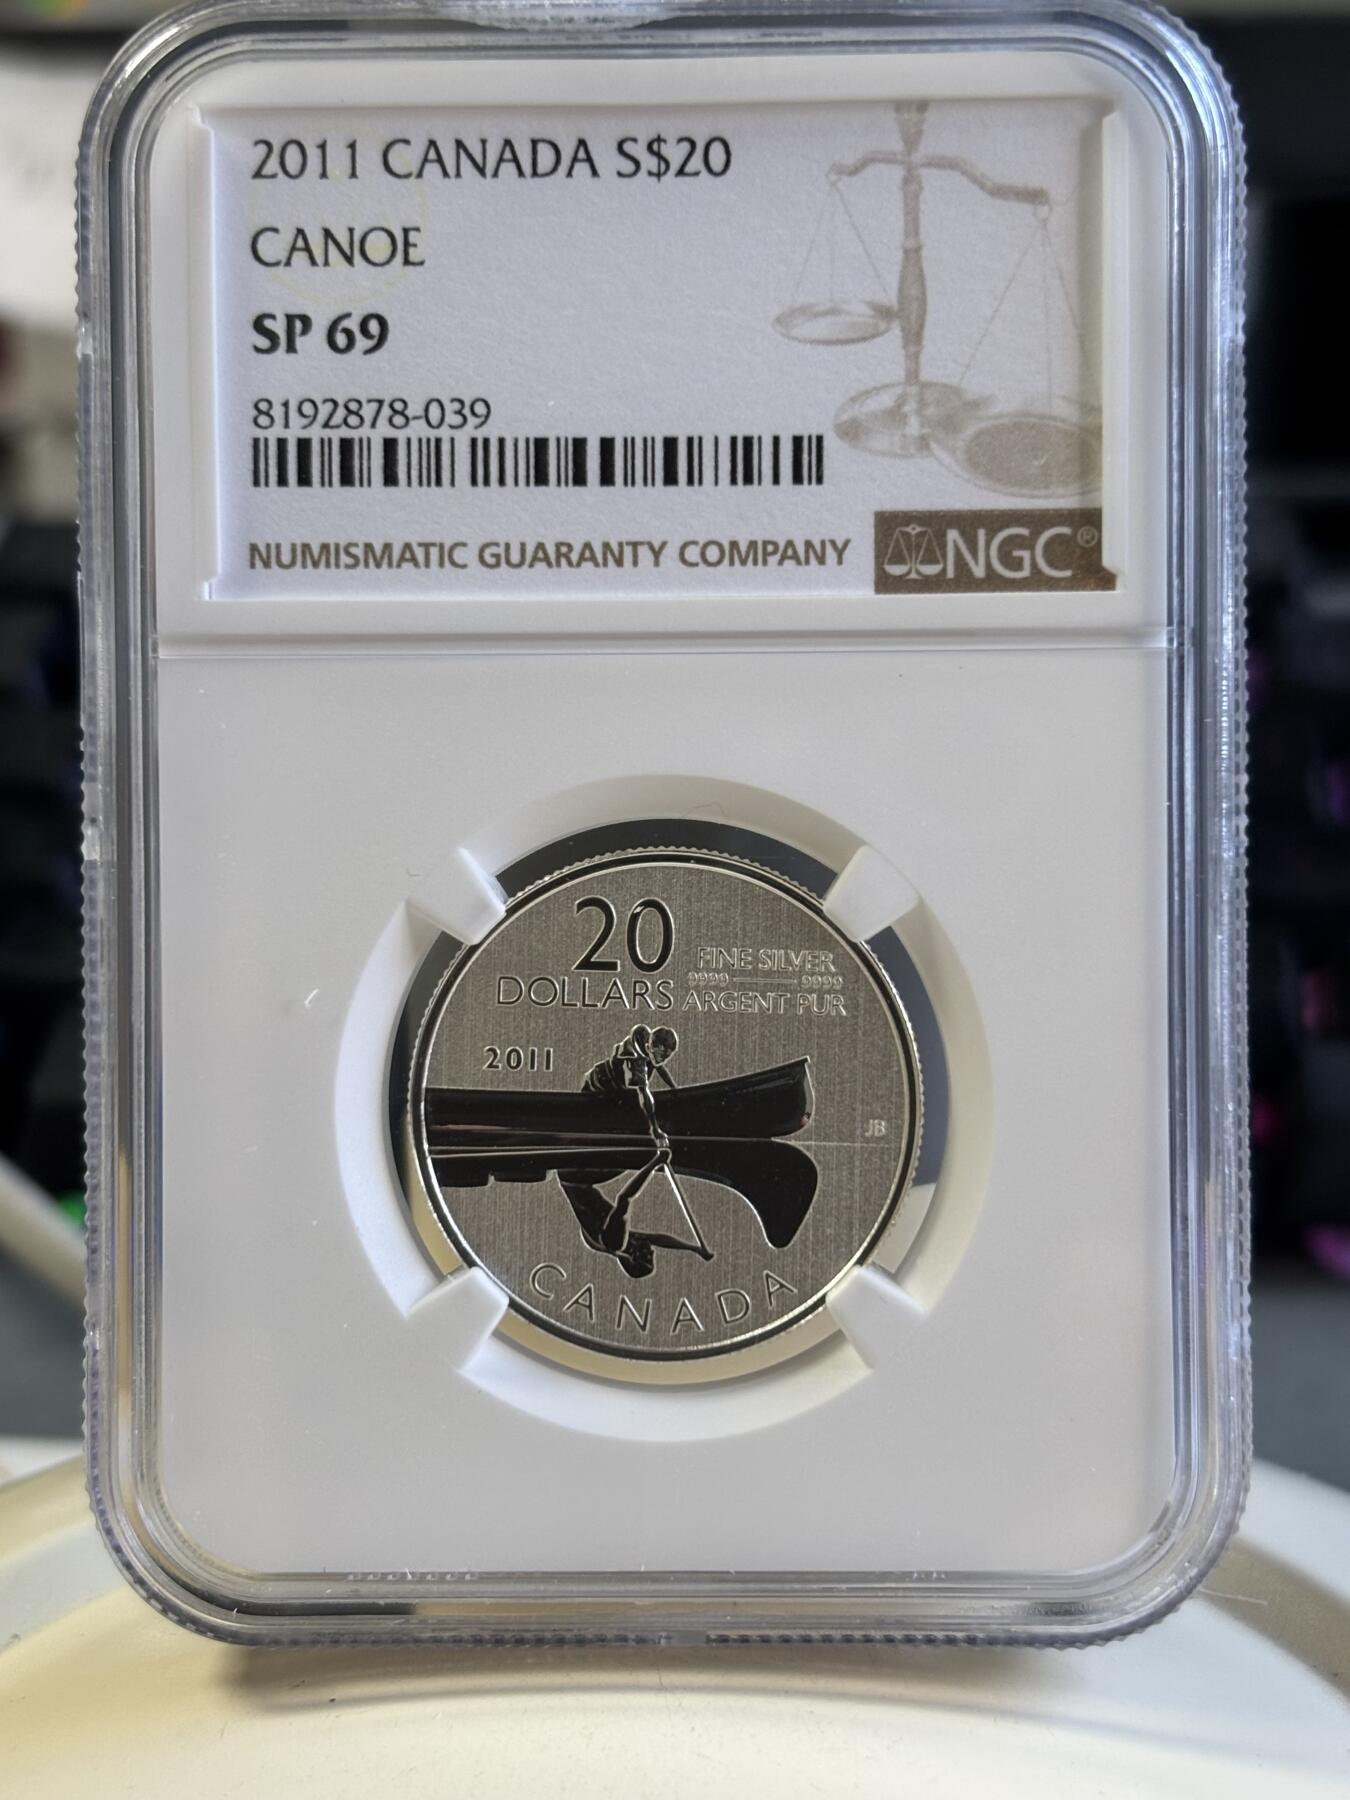 2011 CANADA S$20
CANOE
SP 69
8192878-039
NUMISMATIC GUARANTY COMPANY
NGC®
20
DOLLARS
FINE SILVER
9999 9999
ARGENT PUR
2011
JB
CANADA